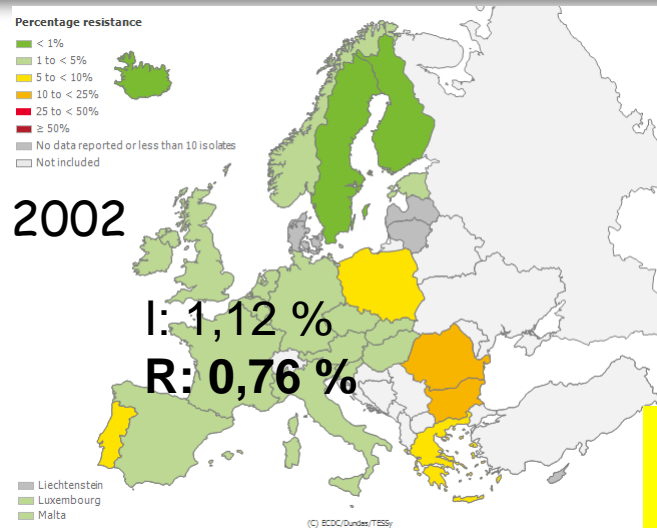 Percentage resistance
< 1%
1 to < 5%
5 to < 10%
10 to < 25%
25 to < 50%
≥ 50%
No data reported or less than 10 isolates
Not included
2002
I: 1,12 %
R: 0,76 %
Liechtenstein
Luxembourg
Malta
(C) ECDC/Dundas/TESSy